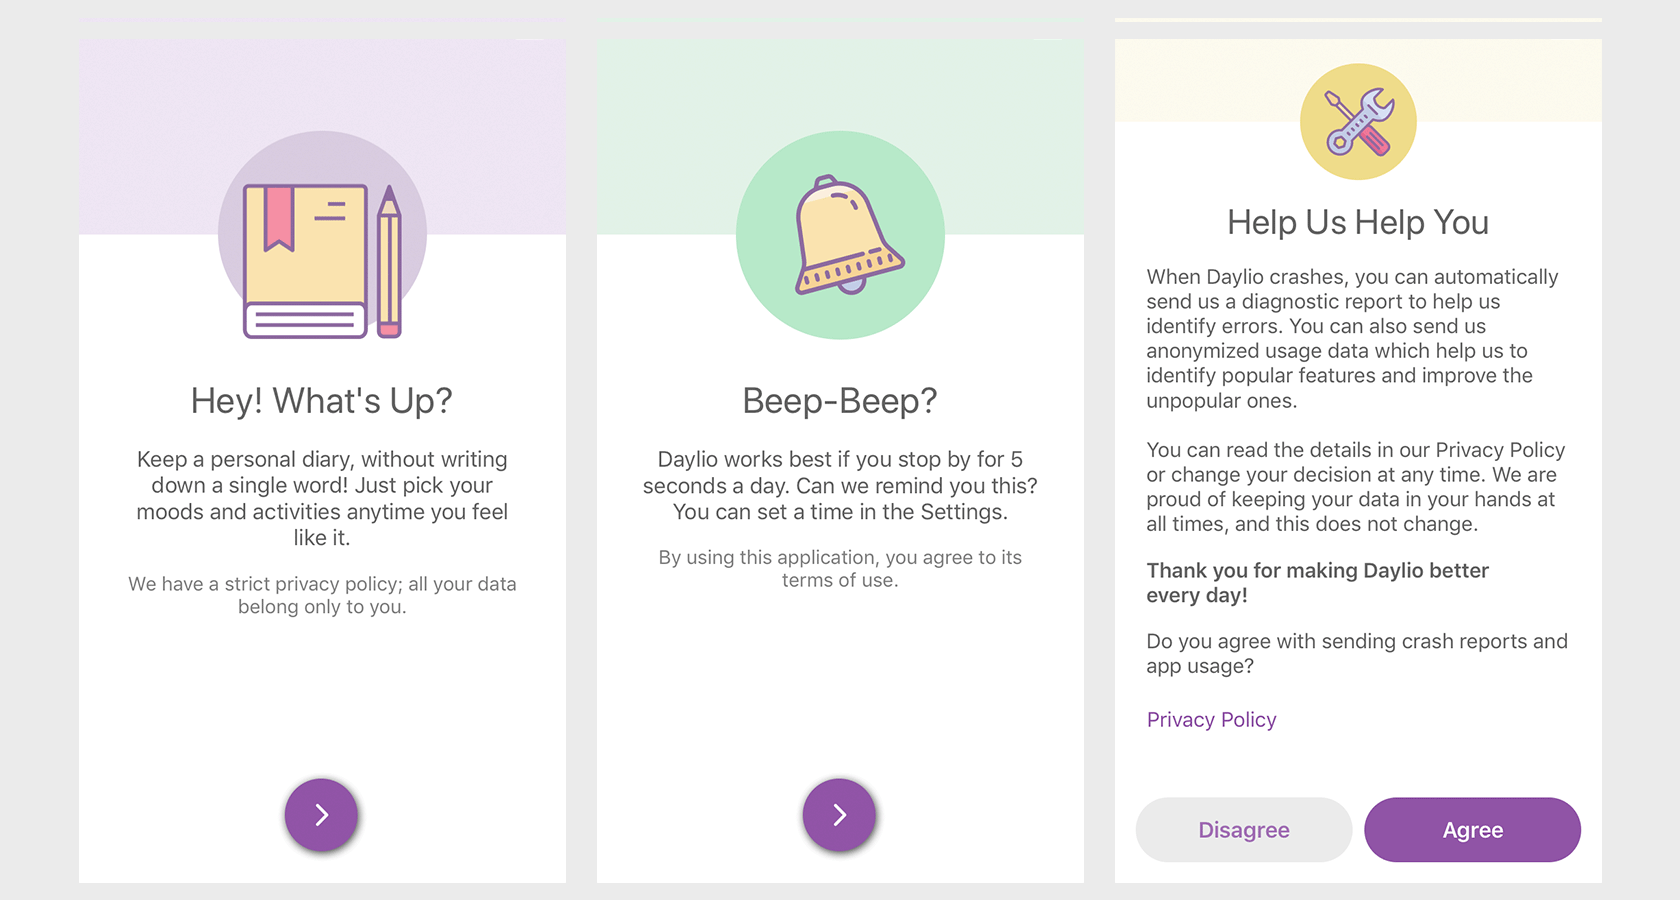 Hey! What's Up?
Keep a personal diary, without writing
down a single word! Just pick your
moods and activities anytime you feel
like it.
We have a strict privacy policy; all your data
belong only to you.
Beep-Beep?
Daylio works best if you stop by for 5
seconds a day. Can we remind you this?
You can set a time in the Settings.
By using this application, you agree to its
terms of use.
Help Us Help You
When Daylio crashes, you can automatically
send us a diagnostic report to help us
identify errors. You can also send us
anonymized usage data which help us to
identify popular features and improve the
unpopular ones.
You can read the details in our Privacy Policy
or change your decision at any time. We are
proud of keeping your data in your hands at
all times, and this does not change.
Thank you for making Daylio better
every day!
Do you agree with sending crash reports and
app usage?
Privacy Policy
Disagree
Agree